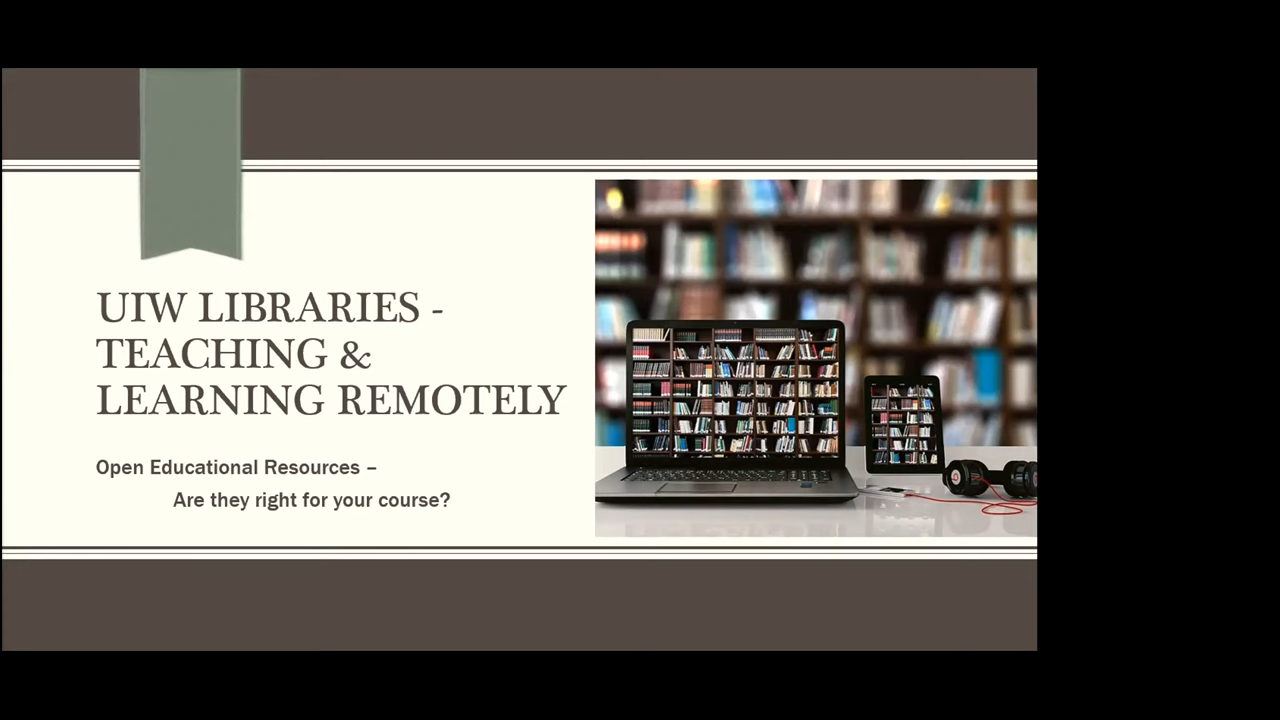 UIW LIBRARIES -
TEACHING &
LEARNING REMOTELY
Open Educational Resources –
Are they right for your course?